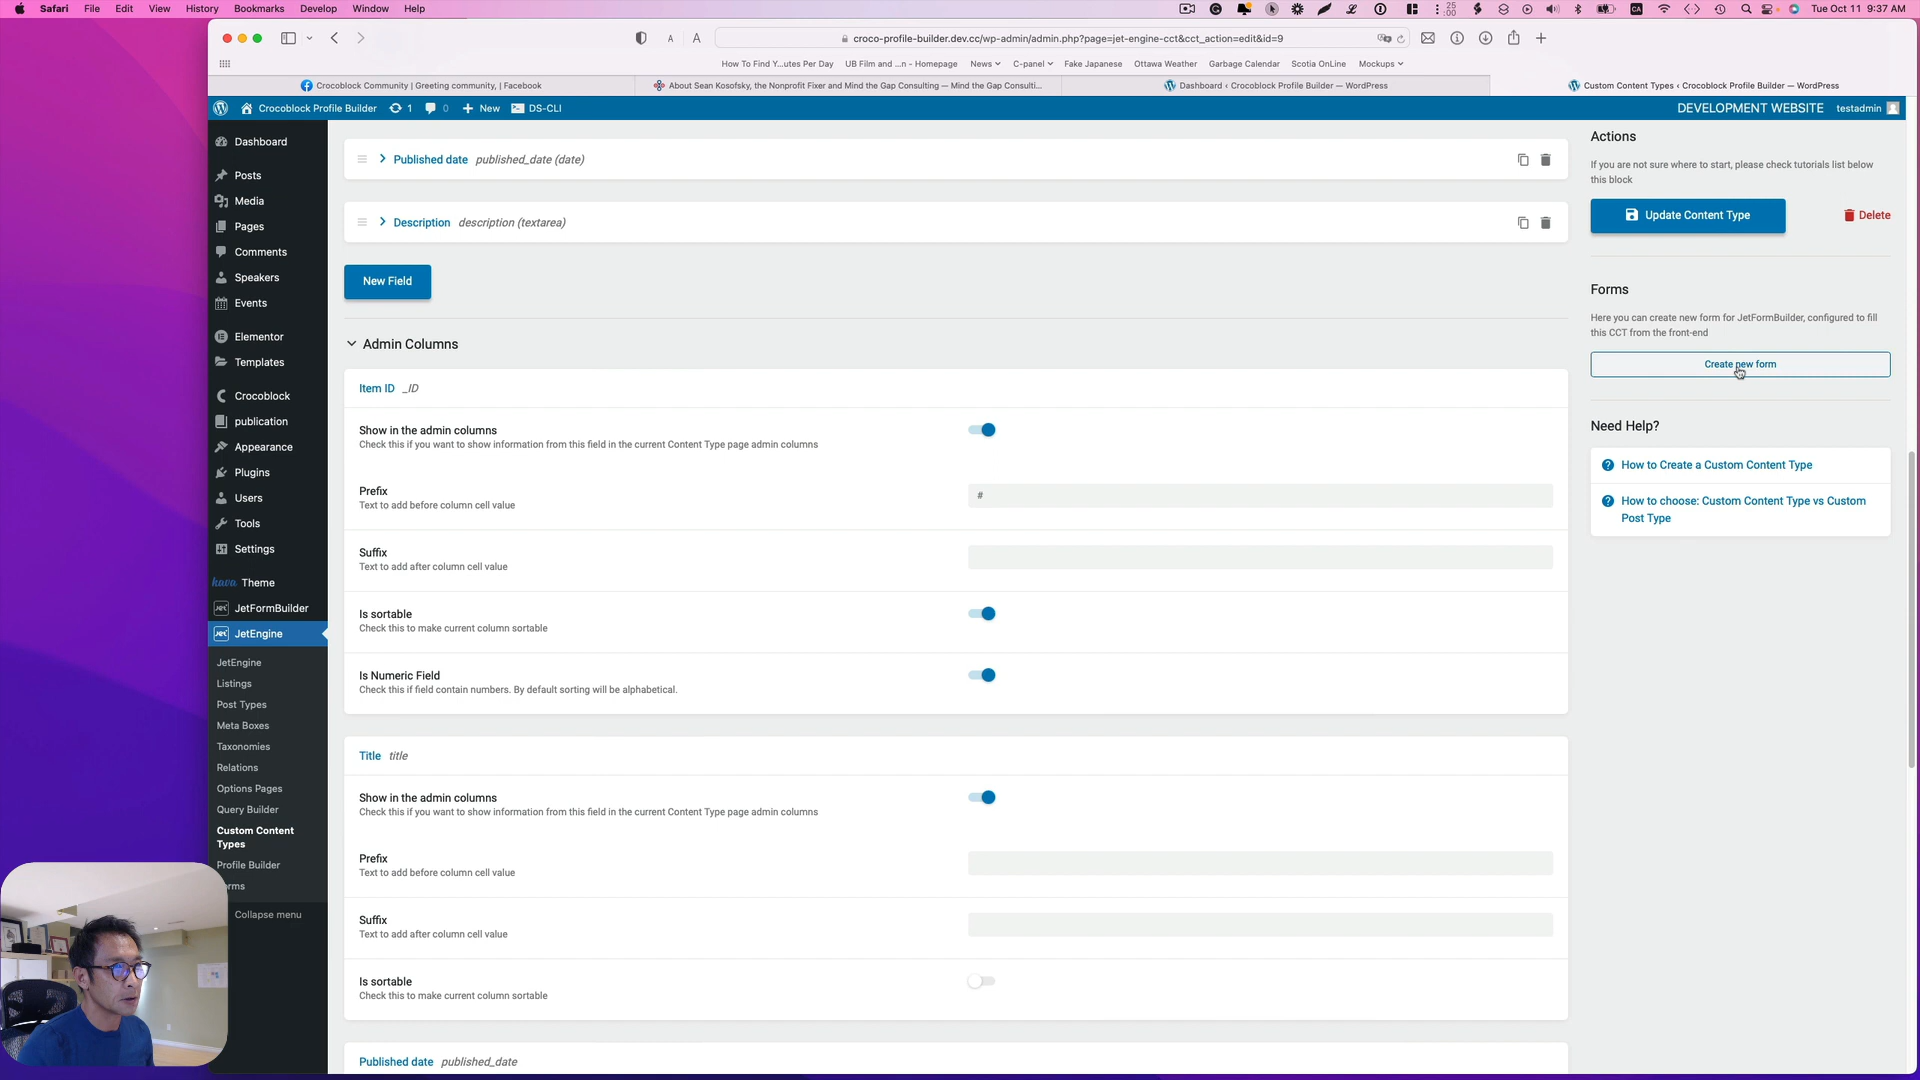 Safari File Edit View History Bookmarks Develop Window Help
25 :00 CA Tue Oct 11 9:37 AM
A A croco-profile-builder.dev.cc/wp-admin/admin.php?page=jet-engine-cct&cct_action=edit&id=9
How To Find Y...utes Per Day UB Film and ...n - Homepage News C-panel Fake Japanese Ottawa Weather Garbage Calendar Scotia OnLine Mockups
Crocoblock Community | Greeting community, | Facebook
About Sean Kosofsky, the Nonprofit Fixer and Mind the Gap Consulting — Mind the Gap Consulti...
Dashboard ‹ Crocoblock Profile Builder — WordPress
Custom Content Types ‹ Crocoblock Profile Builder — WordPress
Crocoblock Profile Builder 1 0 New DS-CLI DEVELOPMENT WEBSITE testadmin
Dashboard
Posts
Media
Pages
Comments
Speakers
Events
Elementor
Templates
Crocoblock
publication
Appearance
Plugins
Users
Tools
Settings
kava Theme
JetFormBuilder
JetEngine
JetEngine
Listings
Post Types
Meta Boxes
Taxonomies
Relations
Options Pages
Query Builder
Custom Content
Types
Profile Builder
orms
Collapse menu
Published date published_date (date)
Description description (textarea)
New Field
Admin Columns
Item ID _ID
Show in the admin columns
Check this if you want to show information from this field in the current Content Type page admin columns
Prefix
Text to add before column cell value
#
Suffix
Text to add after column cell value
Is sortable
Check this to make current column sortable
Is Numeric Field
Check this if field contain numbers. By default sorting will be alphabetical.
Title title
Show in the admin columns
Check this if you want to show information from this field in the current Content Type page admin columns
Prefix
Text to add before column cell value
Suffix
Text to add after column cell value
Is sortable
Check this to make current column sortable
Published date published_date
Actions
If you are not sure where to start, please check tutorials list below
this block
Update Content Type
Delete
Forms
Here you can create new form for JetFormBuilder, configured to fill
this CCT from the front-end
Create new form
Need Help?
How to Create a Custom Content Type
How to choose: Custom Content Type vs Custom
Post Type